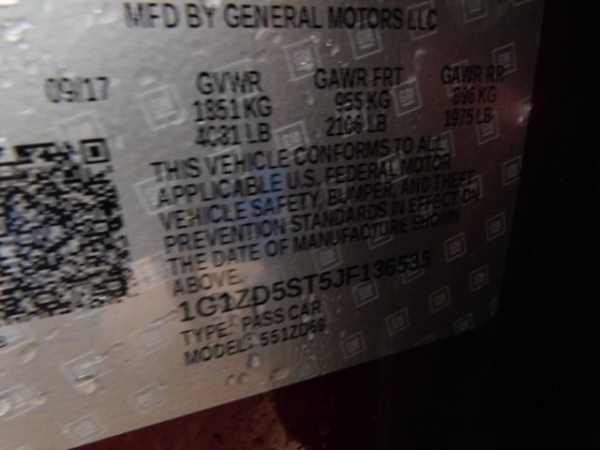 MFD BY GENERAL MOTORS LLC
09/17 GVWR GAWR FRT GAWR RR
1851 KG 955 KG 896 KG
4081 LB 2106 LB 1975 LB
THIS VEHICLE CONFORMS TO ALL
APPLICABLE U.S. FEDERAL MOTOR
VEHICLE SAFETY, BUMPER, AND THEFT
PREVENTION STANDARDS IN EFFECT ON
THE DATE OF MANUFACTURE SHOWN
ABOVE.
1G1ZD5ST5JF136535
TYPE: PASS CAR
MODEL: 551ZD69